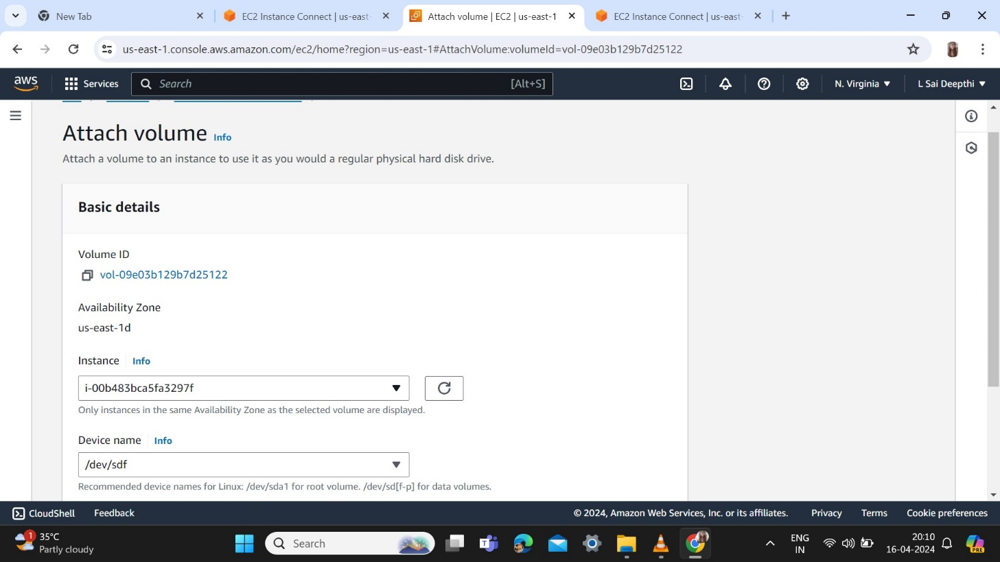 New Tab
EC2 Instance Connect | us-east-
Attach volume | EC2 | us-east-1
EC2 Instance Connect | us-east-
us-east-1.console.aws.amazon.com/ec2/home?region=us-east-1#AttachVolume:volumeId=vol-09e03b129b7d25122
aws
Services
Search
[Alt+S]
N. Virginia
L Sai Deepthi
Attach volume Info
Attach a volume to an instance to use it as you would a regular physical hard disk drive.
Basic details
Volume ID
vol-09e03b129b7d25122
Availability Zone
us-east-1d
Instance Info
i-00b483bca5fa3297f
Only instances in the same Availability Zone as the selected volume are displayed.
Device name Info
/dev/sdf
Recommended device names for Linux: /dev/sda1 for root volume. /dev/sd[f-p] for data volumes.
CloudShell
Feedback
© 2024, Amazon Web Services, Inc. or its affiliates.
Privacy
Terms
Cookie preferences
1
35°C
Partly cloudy
Search
ENG
IN
20:10
16-04-2024
PRE